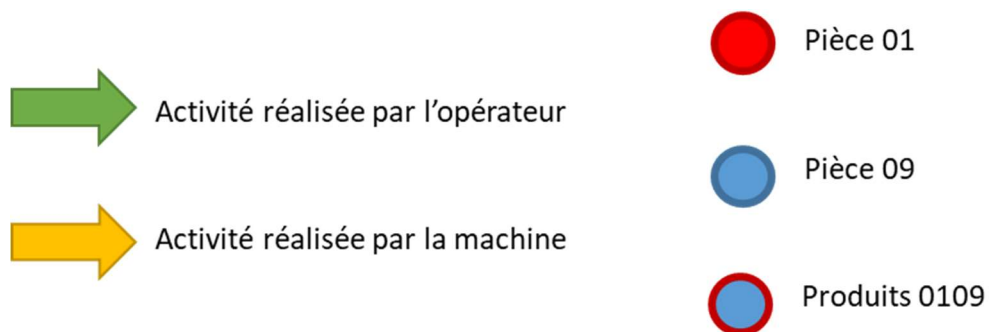 Pièce 01
Activité réalisée par l’opérateur
Pièce 09
Activité réalisée par la machine
Produits 0109